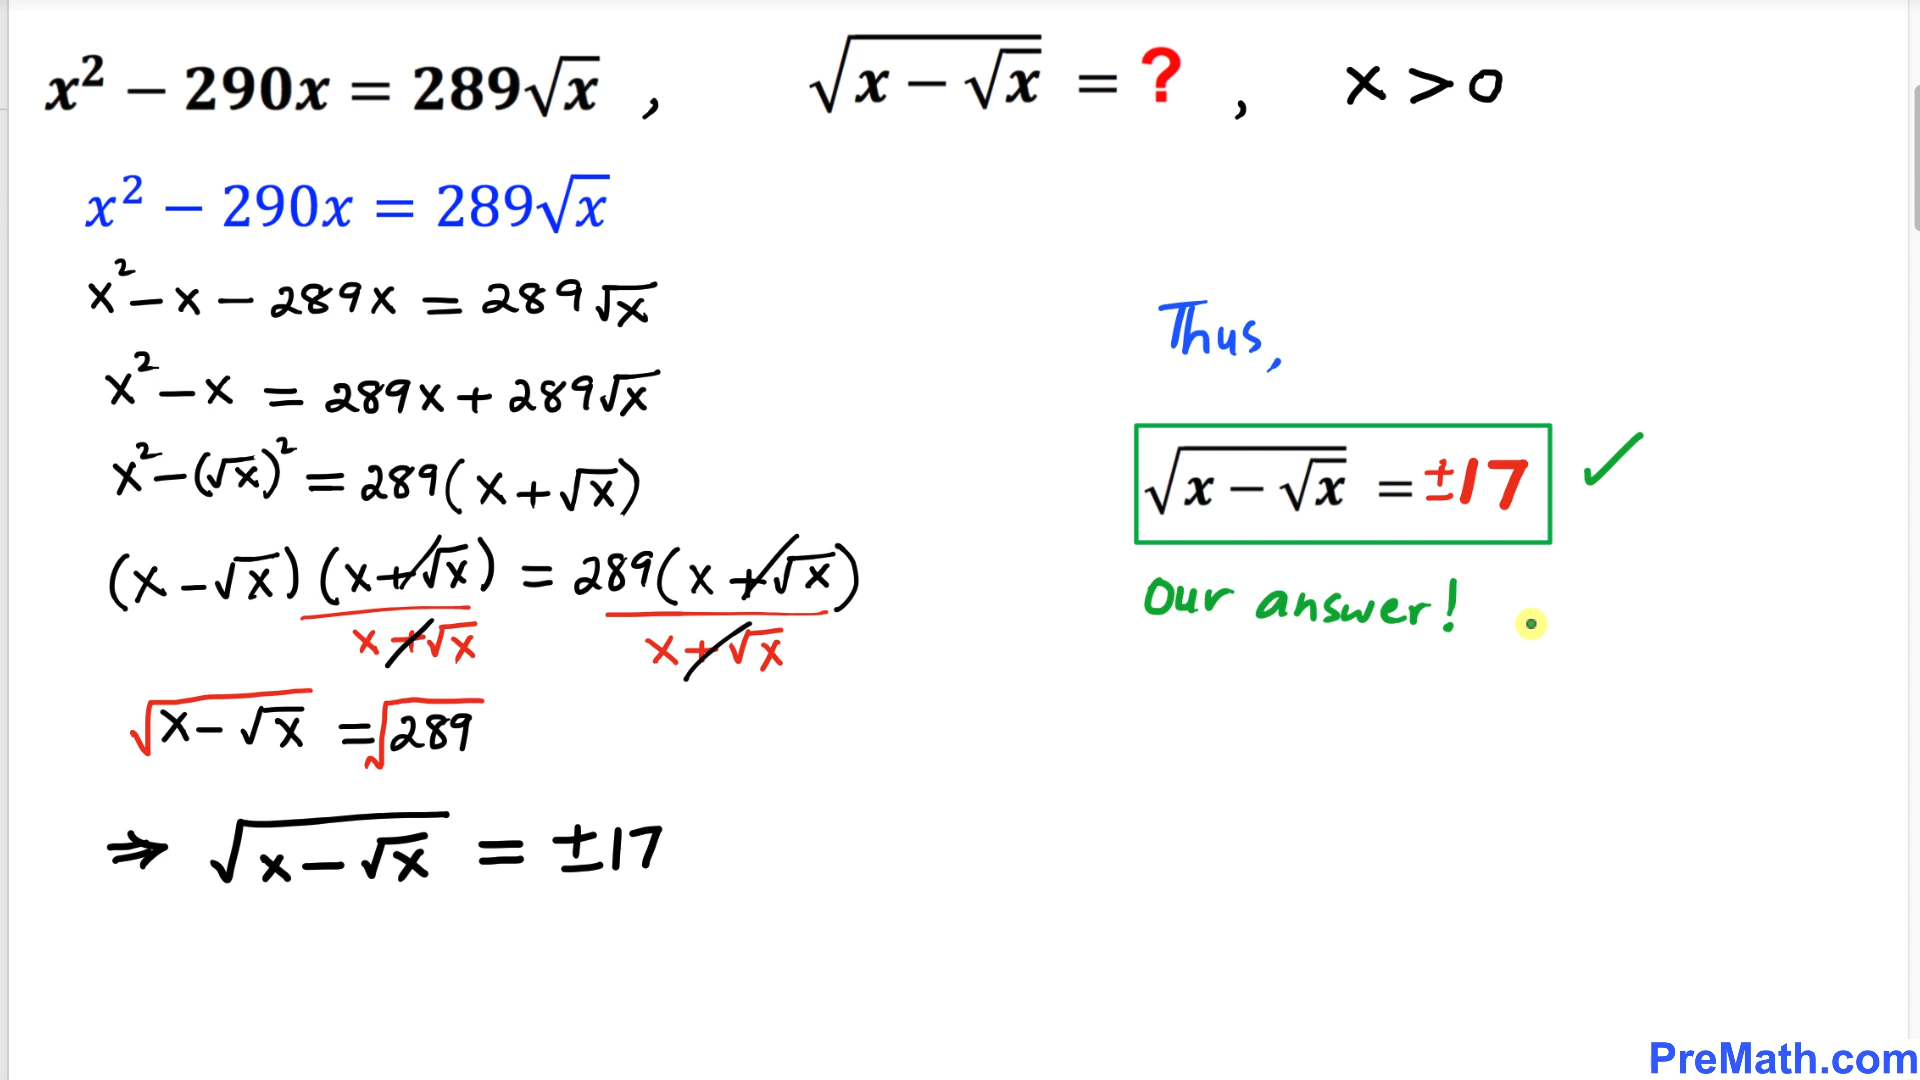 x² − 290x = 289√x , √(x − √x) = ? , x > 0
x² − 290x = 289√x
x² − x − 289x = 289√x
x² − x = 289x + 289√x
x² − (√x)² = 289(x + √x)
(x − √x)(x + √x) = 289(x + √x)
x + √x x + √x
√(x − √x) = √289
⇒ √(x − √x) = ±17
Thus,
√(x − √x) = ±17 ✓
Our answer!
PreMath.com